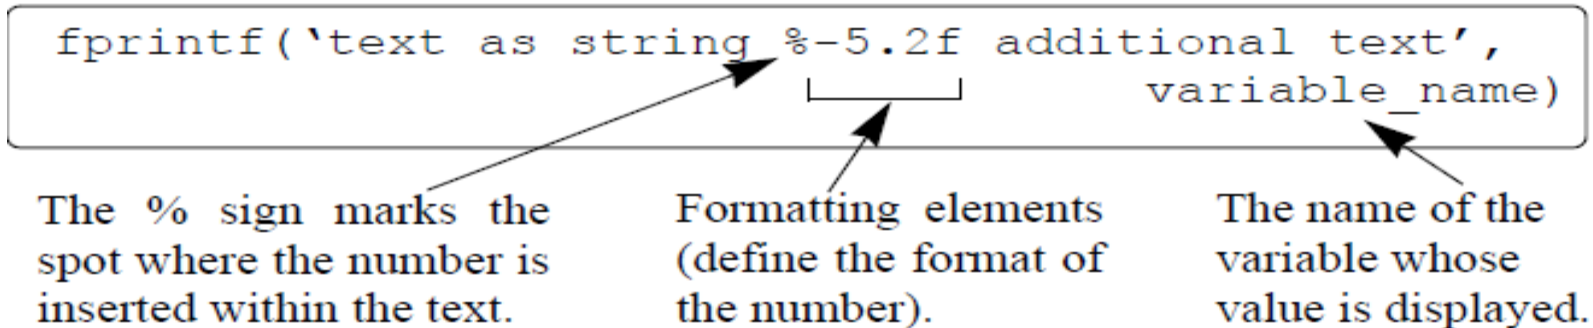 fprintf(‘text as string %-5.2f additional text’,
variable_name)
The % sign marks the
spot where the number is
inserted within the text.
Formatting elements
(define the format of
the number).
The name of the
variable whose
value is displayed.